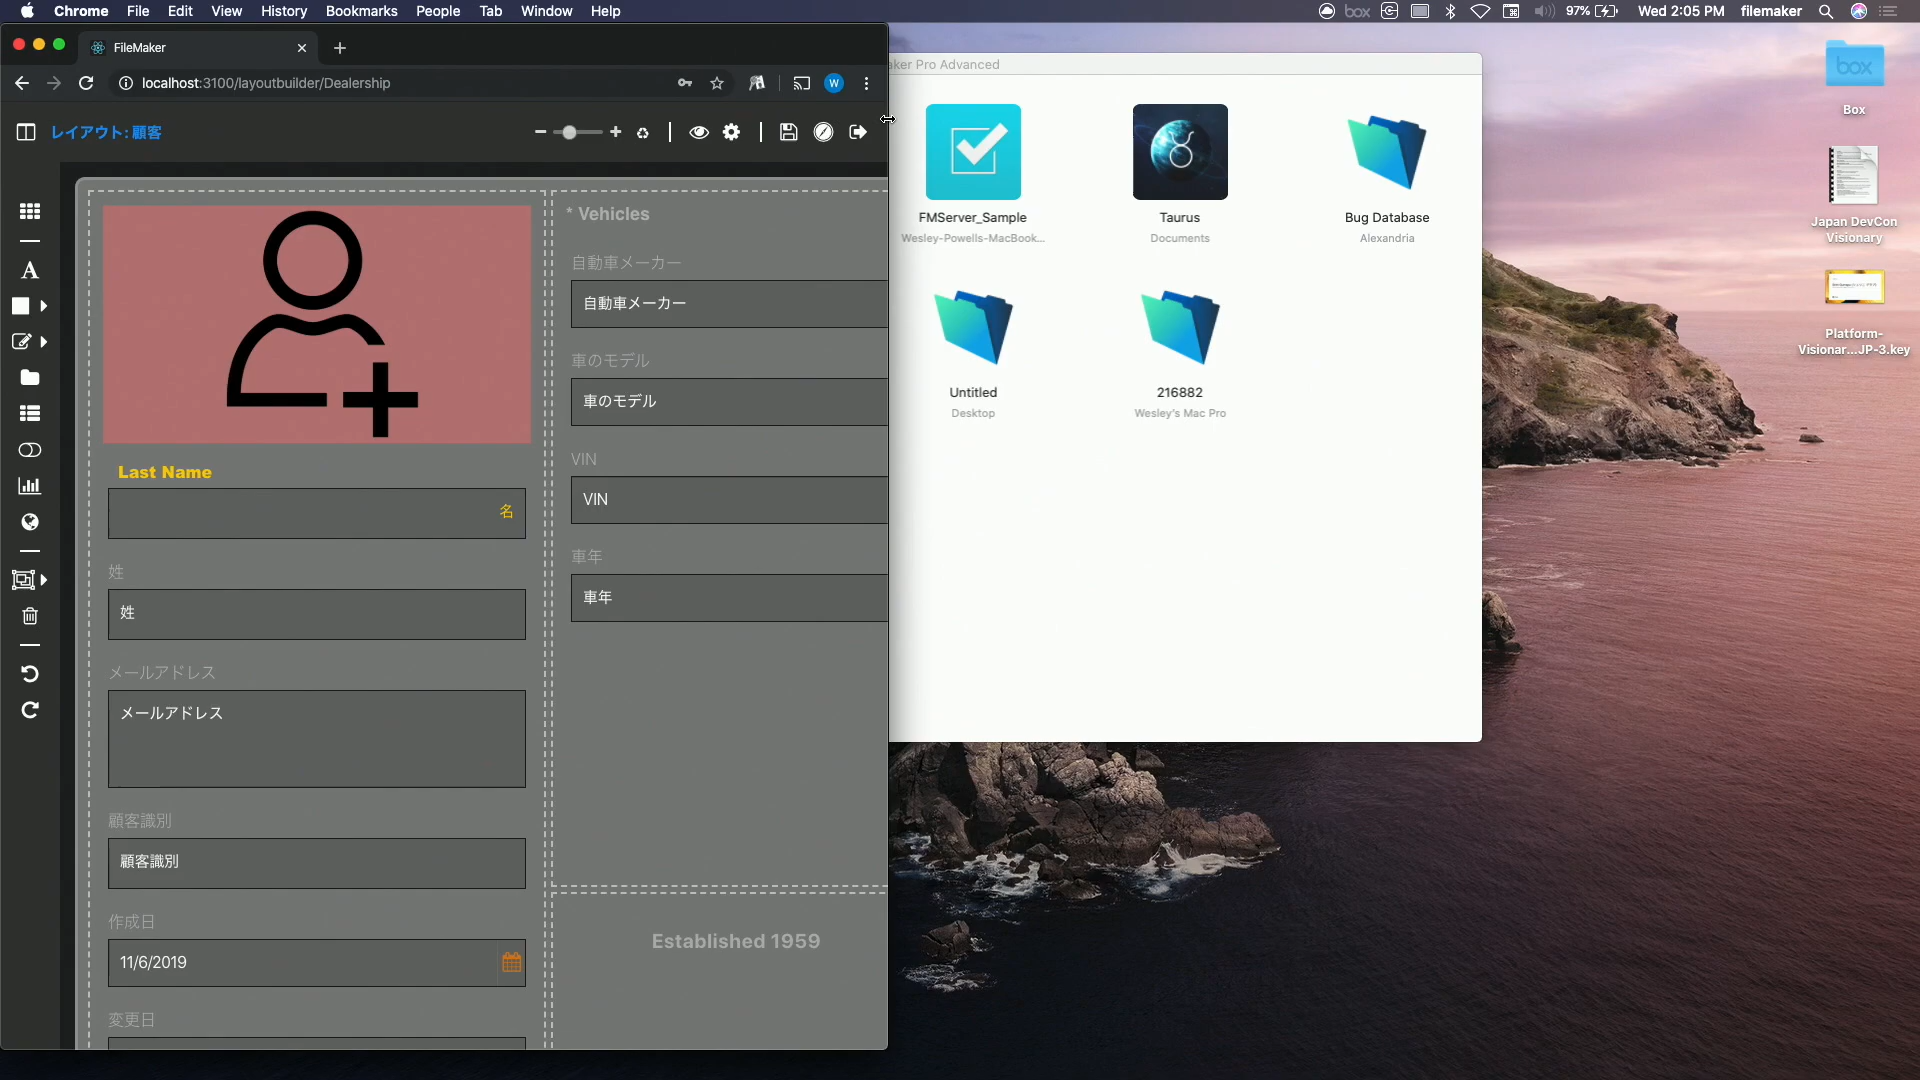 Chrome File Edit View History Bookmarks People Tab Window Help
box 97% Wed 2:05 PM filemaker
FileMaker
localhost:3100/layoutbuilder/Dealership
W
レイアウト: 顧客
* Vehicles
自動車メーカー
自動車メーカー
車のモデル
車のモデル
VIN
VIN
車年
車年
Last Name
名
姓
姓
メールアドレス
メールアドレス
顧客識別
顧客識別
作成日
11/6/2019
変更日
Established 1959
aker Pro Advanced
FMServer_Sample
Wesley-Powells-MacBook...
Taurus
Documents
Bug Database
Alexandria
Untitled
Desktop
216882
Wesley's Mac Pro
box
Box
Japan DevCon
Visionary
Platform-
Visionar...JP-3.key